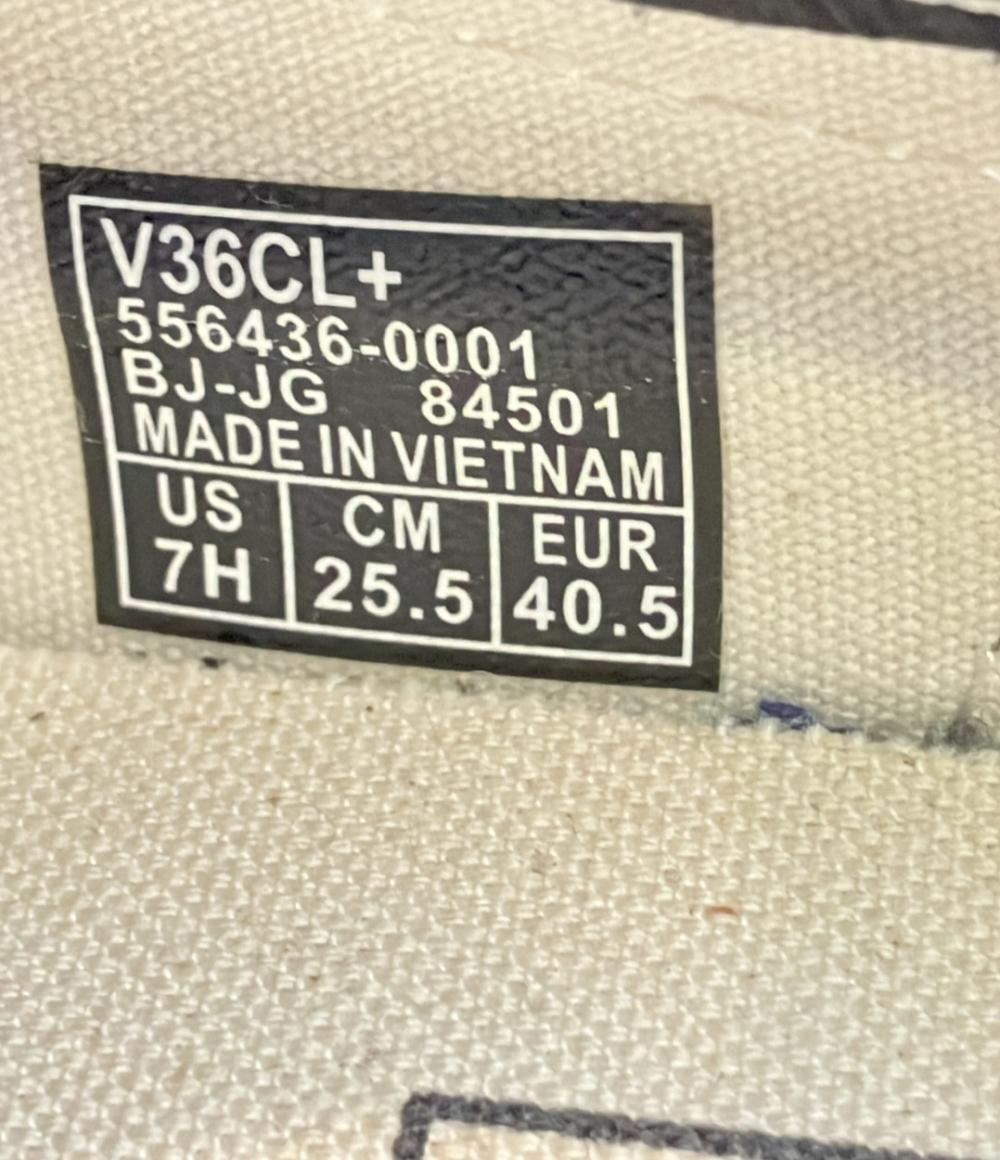 V36CL+
556436-0001
BJ-JG 84501
MADE IN VIETNAM
US CM EUR
7H 25.5 40.5